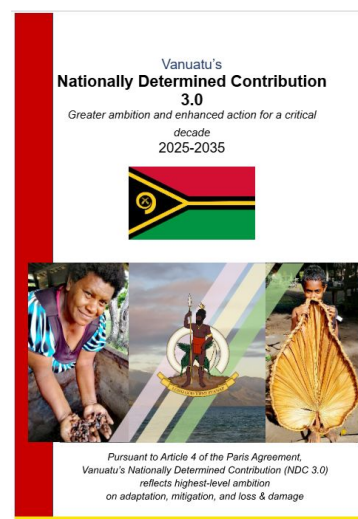 Vanuatu's
Nationally Determined Contribution
3.0
Greater ambition and enhanced action for a critical
decade
2025-2035
Pursuant to Article 4 of the Paris Agreement,
Vanuatu's Nationally Determined Contribution (NDC 3.0)
reflects highest-level ambition
on adaptation, mitigation, and loss & damage